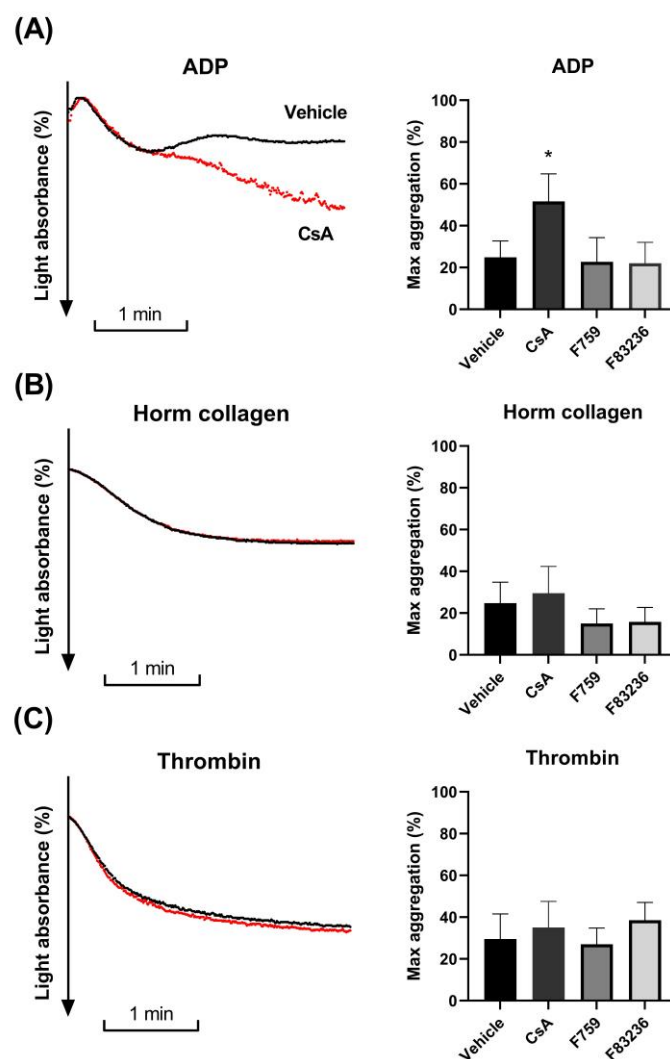 (A)
ADP
Light absorbance (%)
Vehicle
CsA
1 min
ADP
Max aggregation (%)
100
80
60
40
20
0
*
Vehicle
CsA
F759
F83236
(B)
Horm collagen
Light absorbance (%)
1 min
Horm collagen
Max aggregation (%)
100
80
60
40
20
0
Vehicle
CsA
F759
F83236
(C)
Thrombin
Light absorbance (%)
1 min
Thrombin
Max aggregation (%)
100
80
60
40
20
0
Vehicle
CsA
F759
F83236